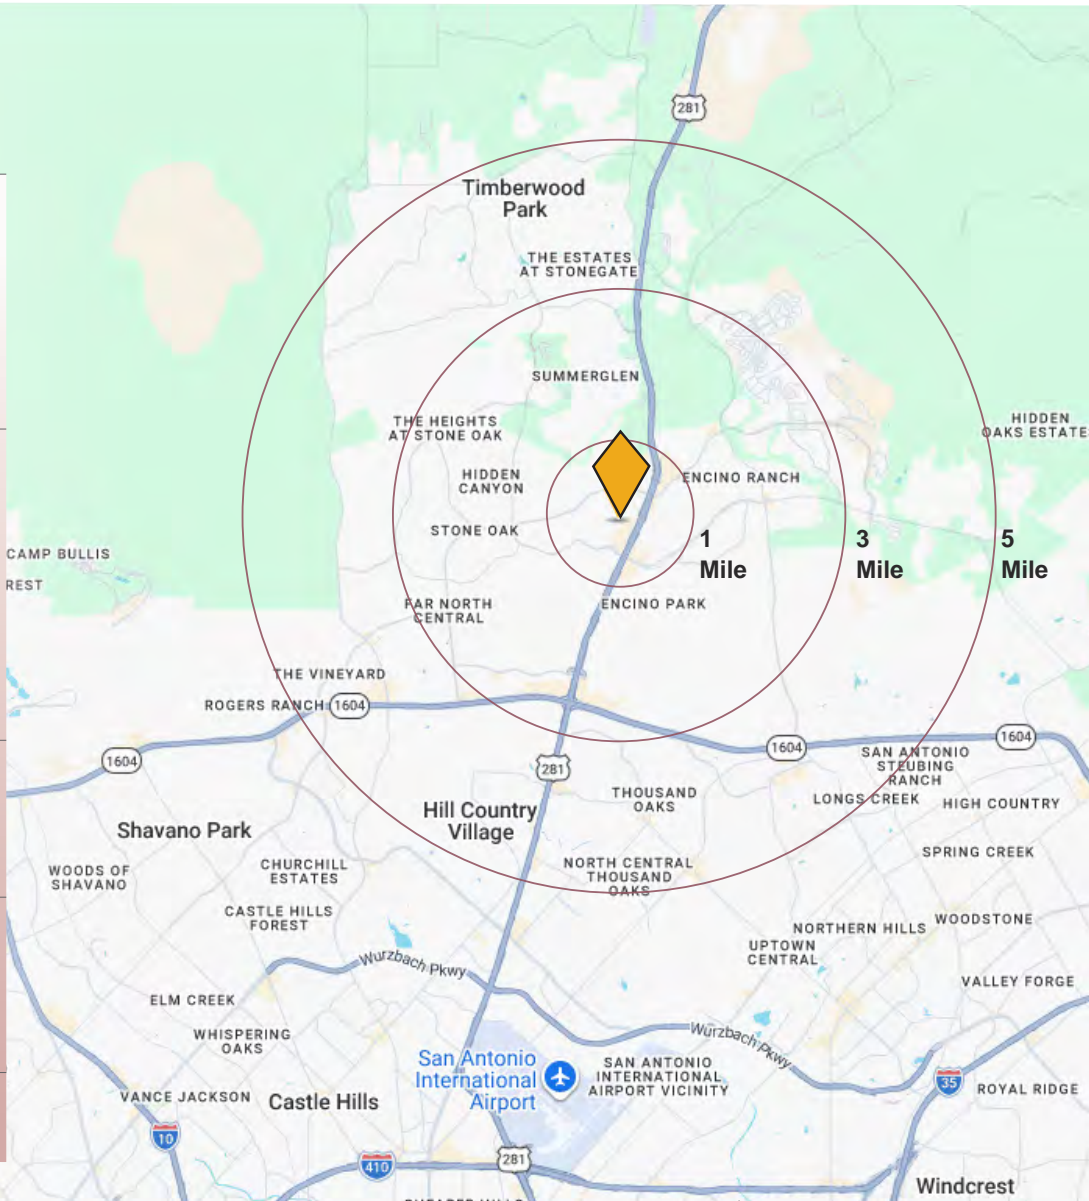 281
Timberwood
Park
THE ESTATES
AT STONEGATE
SUMMERGLEN
THE HEIGHTS
AT STONE OAK
HIDDEN
OAKS ESTATE
HIDDEN
CANYON
ENCINO RANCH
STONE OAK
1
Mile
3
Mile
5
Mile
CAMP BULLIS
REST
FAR NORTH
CENTRAL
ENCINO PARK
THE VINEYARD
ROGERS RANCH
1604
1604
1604
1604
281
SAN ANTONIO
STEUBING
RANCH
THOUSAND
OAKS
LONGS CREEK
HIGH COUNTRY
Hill Country
Village
Shavano Park
WOODS OF
SHAVANO
CHURCHILL
ESTATES
NORTH CENTRAL
THOUSAND
OAKS
SPRING CREEK
CASTLE HILLS
FOREST
NORTHERN HILLS
WOODSTONE
UPTOWN
CENTRAL
Wurzbach Pkwy
VALLEY FORGE
ELM CREEK
WHISPERING
OAKS
Wurzbach Pkwy
San Antonio
International
Airport
SAN ANTONIO
INTERNATIONAL
AIRPORT VICINITY
35
ROYAL RIDGE
VANCE JACKSON
Castle Hills
10
410
281
Windcrest